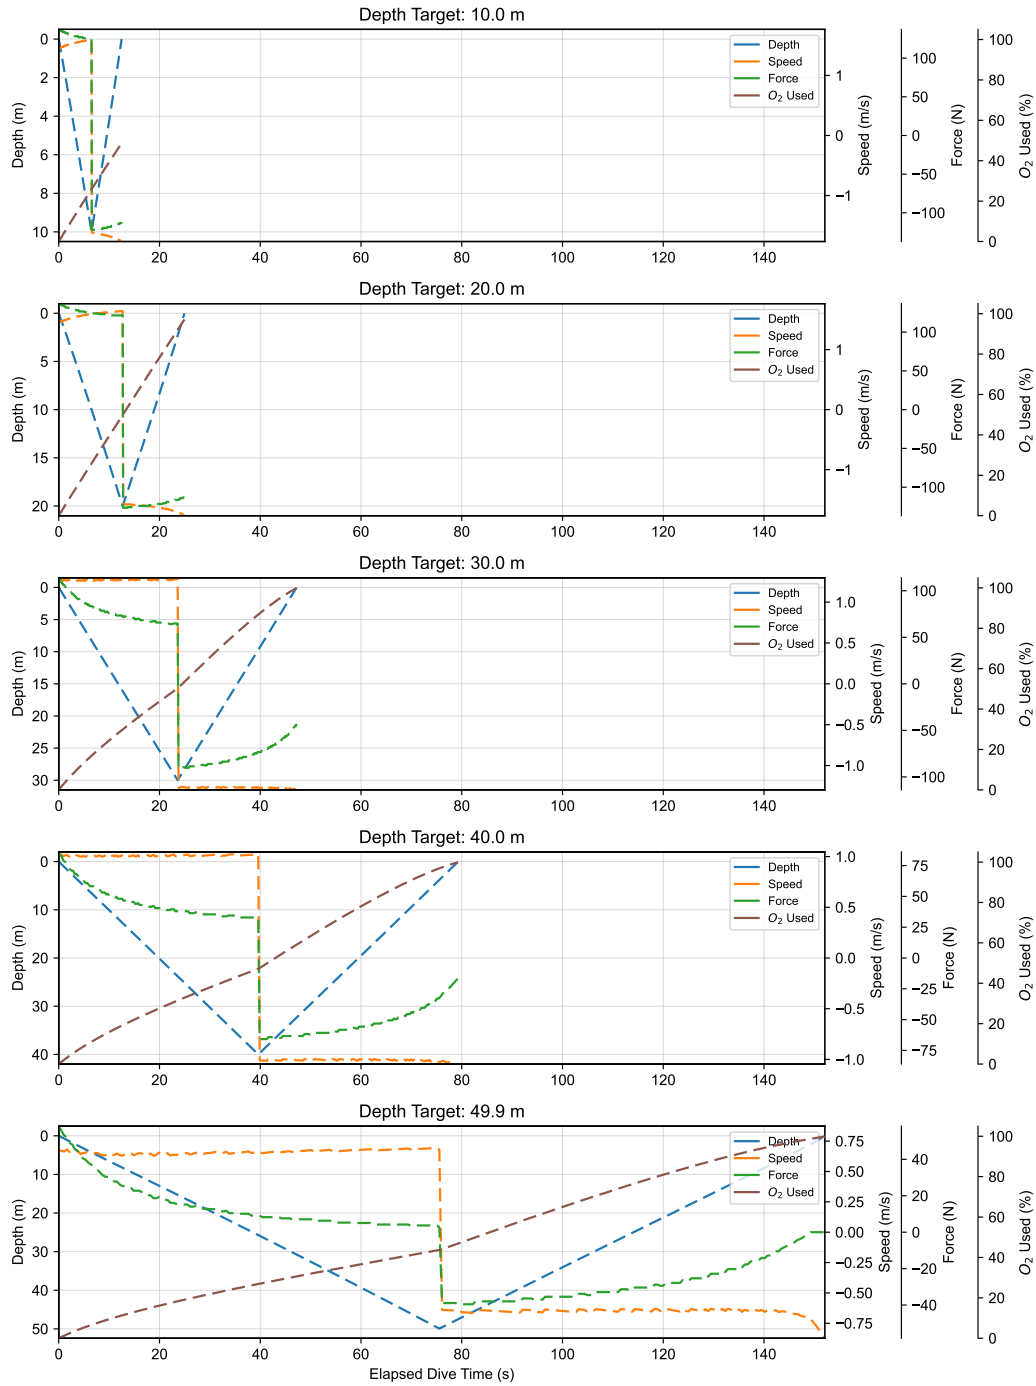 Depth Target: 10.0 m
0
2
4
6
8
10
Depth (m)
0 20 40 60 80 100 120 140
Depth
Speed
Force
O2 Used
1
0
−1
Speed (m/s)
100
50
0
−50
−100
Force (N)
100
80
60
40
20
0
O2 Used (%)
Depth Target: 20.0 m
0
5
10
15
20
Depth (m)
0 20 40 60 80 100 120 140
Depth
Speed
Force
O2 Used
1
0
−1
Speed (m/s)
100
50
0
−50
−100
Force (N)
100
80
60
40
20
0
O2 Used (%)
Depth Target: 30.0 m
0
5
10
15
20
25
30
Depth (m)
0 20 40 60 80 100 120 140
Depth
Speed
Force
O2 Used
1.0
0.5
0.0
−0.5
−1.0
Speed (m/s)
100
50
0
−50
−100
Force (N)
100
80
60
40
20
0
O2 Used (%)
Depth Target: 40.0 m
0
10
20
30
40
Depth (m)
0 20 40 60 80 100 120 140
Depth
Speed
Force
O2 Used
1.0
0.5
0.0
−0.5
−1.0
Speed (m/s)
75
50
25
0
−25
−50
−75
Force (N)
100
80
60
40
20
0
O2 Used (%)
Depth Target: 49.9 m
0
10
20
30
40
50
Depth (m)
0 20 40 60 80 100 120 140
Elapsed Dive Time (s)
Depth
Speed
Force
O2 Used
0.75
0.50
0.25
0.00
−0.25
−0.50
−0.75
Speed (m/s)
40
20
0
−20
−40
Force (N)
100
80
60
40
20
0
O2 Used (%)